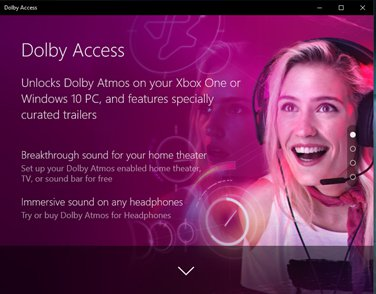 Dolby Access
Dolby Access
Unlocks Dolby Atmos on your Xbox One or
Windows 10 PC, and features specially
curated trailers
Breakthrough sound for your home theater
Set up your Dolby Atmos enabled home theater,
TV, or sound bar for free
Immersive sound on any headphones
Try or buy Dolby Atmos for Headphones